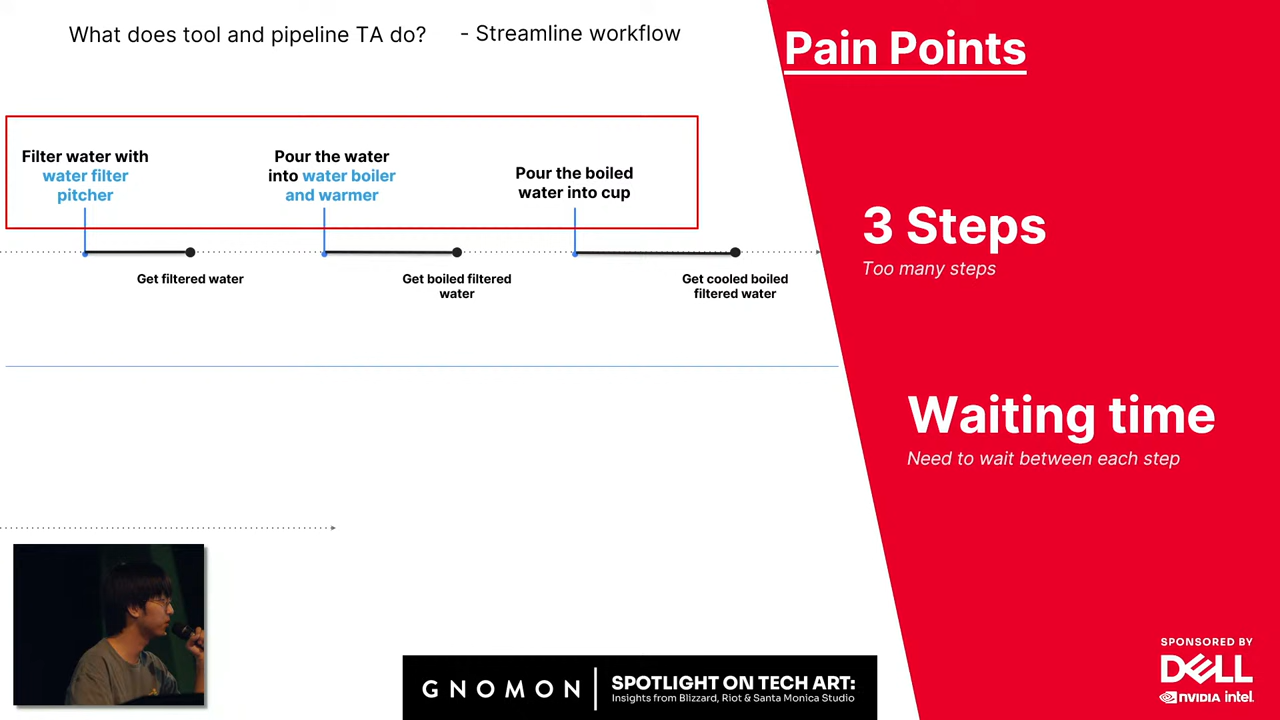 What does tool and pipeline TA do? - Streamline workflow
Pain Points
Filter water with
water filter
pitcher
Pour the water
into water boiler
and warmer
Pour the boiled
water into cup
Get filtered water
Get boiled filtered
water
Get cooled boiled
filtered water
3 Steps
Too many steps
Waiting time
Need to wait between each step
GNOMON
SPOTLIGHT ON TECH ART:
Insights from Blizzard, Riot & Santa Monica Studio
SPONSORED BY
DELL
NVIDIA intel.